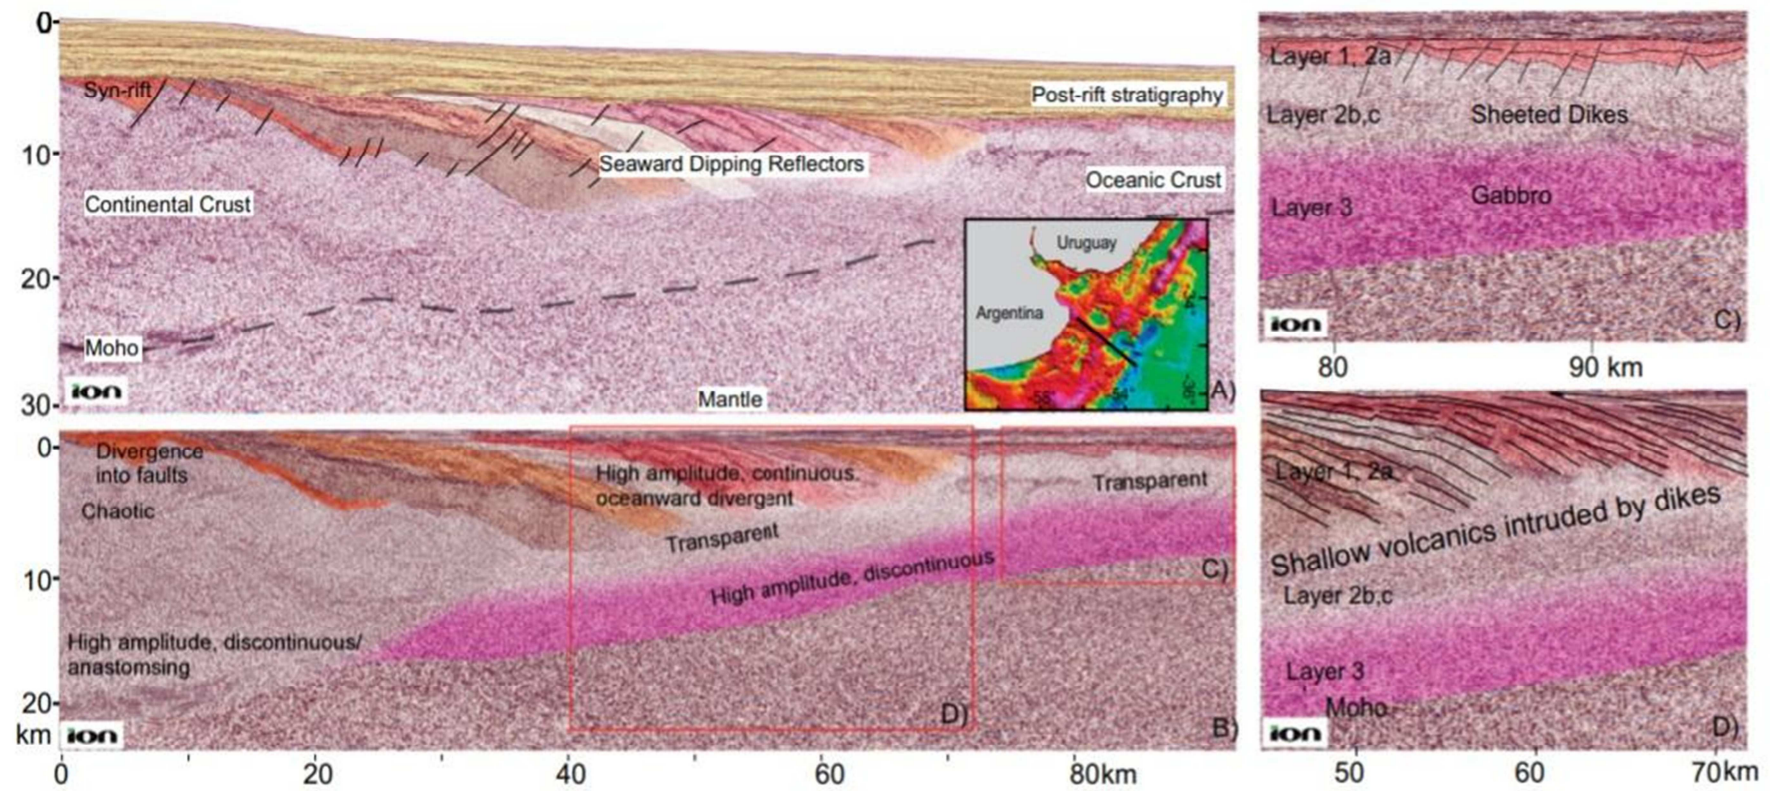 0
10
20
30
Syn-rift
Post-rift stratigraphy
Seaward Dipping Reflectors
Oceanic Crust
Continental Crust
Moho
Mantle
ion
Uruguay
Argentina
A)
0
10
20
km
Divergence
into faults
Chaotic
High amplitude, discontinuous/
anastomsing
High amplitude, continuous.
oceanward divergent
Transparent
High amplitude, discontinuous
Transparent
C)
D)
B)
ion
0
20
40
60
80km
Layer 1, 2a
Layer 2b,c
Sheeted Dikes
Gabbro
Layer 3
ion
C)
80
90 km
Layer 1, 2a
Shallow volcanics intruded by dikes
Layer 2b,c
Layer 3
Moho
ion
D)
50
60
70km